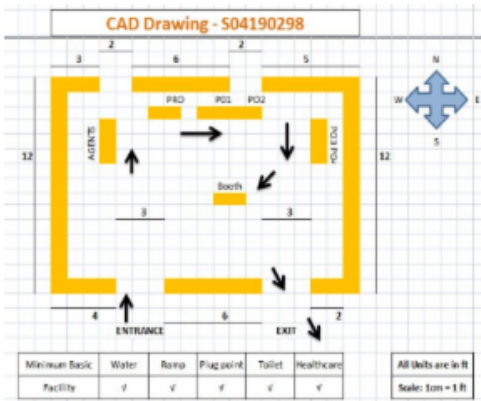 CAD Drawing - S04190298
2 2
3 6 5
N
PRO PO1 PO2
W E
AGENTS
S
12 12
Booth
3 3
4 6 2
ENTRANCE EXIT
Minimum Basic Water Ramp Plug point Toilet Healthcare
Facility √ √ √ √ √
All Units are in ft
Scale: 1cm = 1 ft